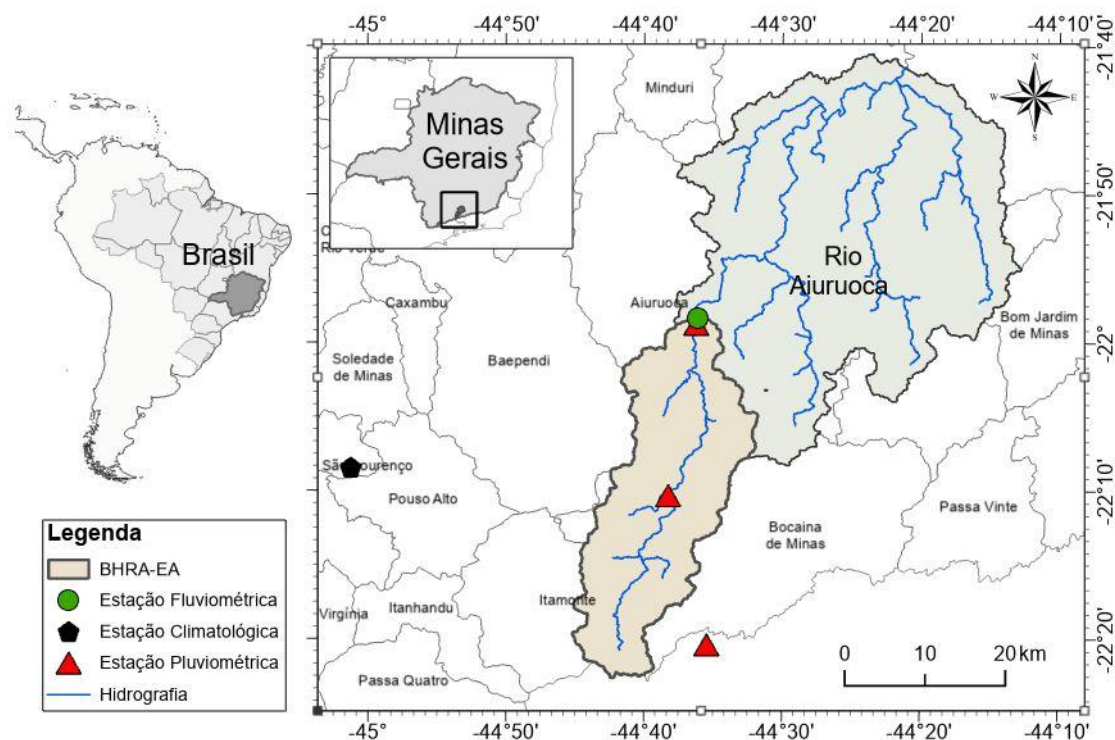 -45° -44°50' -44°40' -44°30' -44°20' -44°10'
-21°40'
Minduri
N
W E
S
Minas
Gerais
-21°50'
Brasil
Rio
Ajuruoca
Caxambu
Aiuruoca
Bom Jardim
de Minas
Soledade
de Minas
Baependi
-22°
São Lourenço
Pouso Alto
-22°10'
Passa Vinte
Bocaina
de Minas
Legenda
BHRA-EA
Estação Fluviométrica
Estação Climatológica
Estação Pluviométrica
Hidrografia
Virgínia
Itanhandu
Itamonte
-22°20'
Passa Quatro
0 10 20 km
-45° -44°50' -44°40' -44°30' -44°20' -44°10'